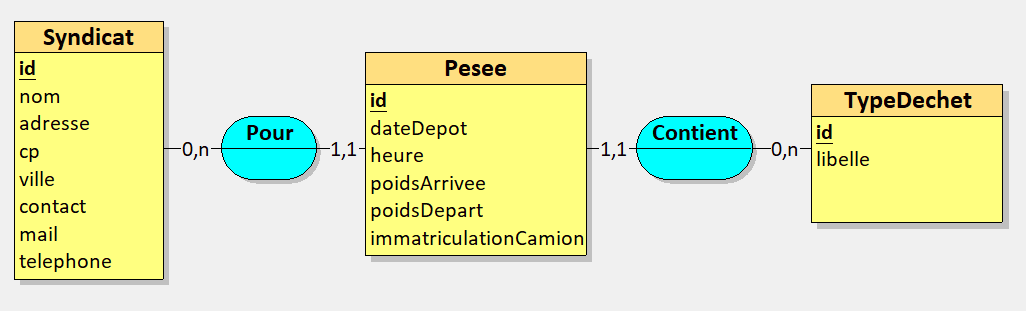 Syndicat
id
nom
adresse
cp
ville
contact
mail
telephone
0,n
Pour
1,1
Pesee
id
dateDepot
heure
poidsArrivee
poidsDepart
immatriculationCamion
1,1
Contient
0,n
TypeDechet
id
libelle